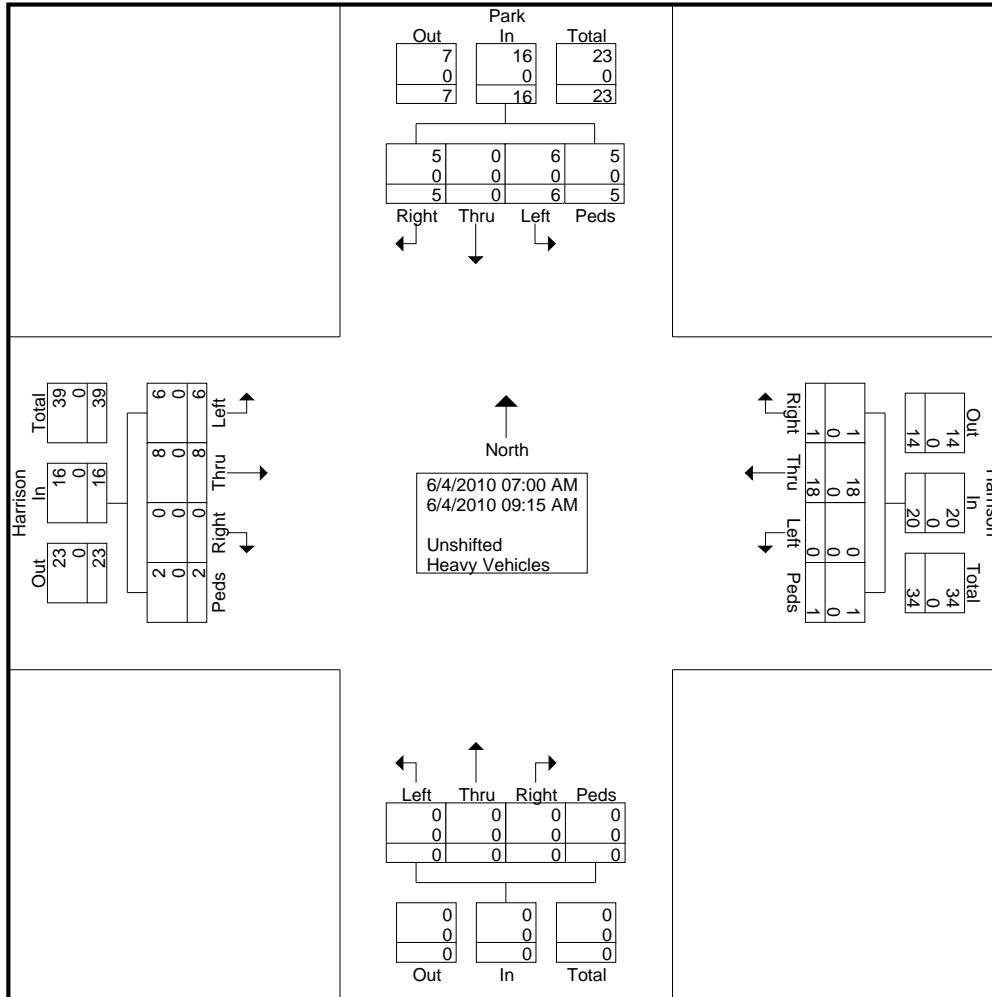 Park
Out In Total
7 16 23
0 0 0
7 16 23
5 0 6 5
0 0 0 0
5 0 6 5
Right Thru Left Peds
Harrison
Total In Out
39 16 23
0 0 0
39 16 23
6 8 0 2
0 0 0 0
6 8 0 2
Left Thru Right Peds
North
6/4/2010 07:00 AM
6/4/2010 09:15 AM
Unshifted
Heavy Vehicles
Harrison
Out In Total
14 20 34
0 0 0
14 20 34
1 18 0 1
0 0 0 0
1 18 0 1
Right Thru Left Peds
Left Thru Right Peds
0 0 0 0
0 0 0 0
0 0 0 0
0 0 0
0 0 0
0 0 0
Out In Total